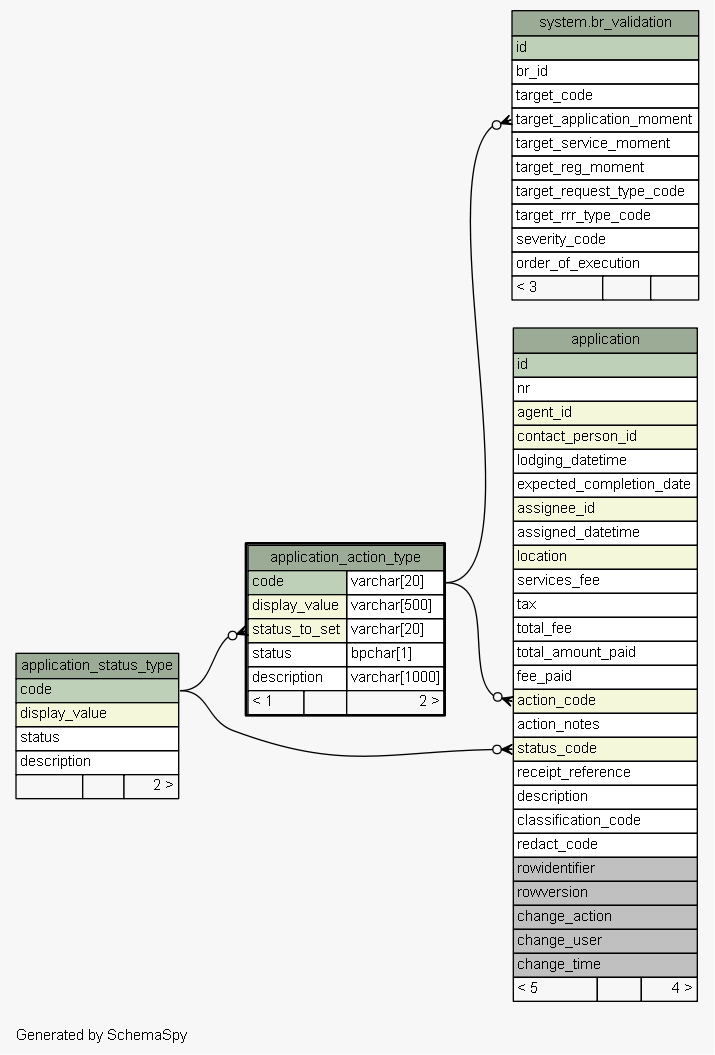 system.br_validation
id
br_id
target_code
target_application_moment
target_service_moment
target_reg_moment
target_request_type_code
target_rrr_type_code
severity_code
order_of_execution
< 3
application
id
nr
agent_id
contact_person_id
lodging_datetime
expected_completion_date
assignee_id
assigned_datetime
location
services_fee
tax
total_fee
total_amount_paid
fee_paid
action_code
action_notes
status_code
receipt_reference
description
classification_code
redact_code
rowidentifier
rowversion
change_action
change_user
change_time
< 5 4 >
application_action_type
code varchar[20]
display_value varchar[500]
status_to_set varchar[20]
status bpchar[1]
description varchar[1000]
< 1 2 >
application_status_type
code
display_value
status
description
2 >
Generated by SchemaSpy